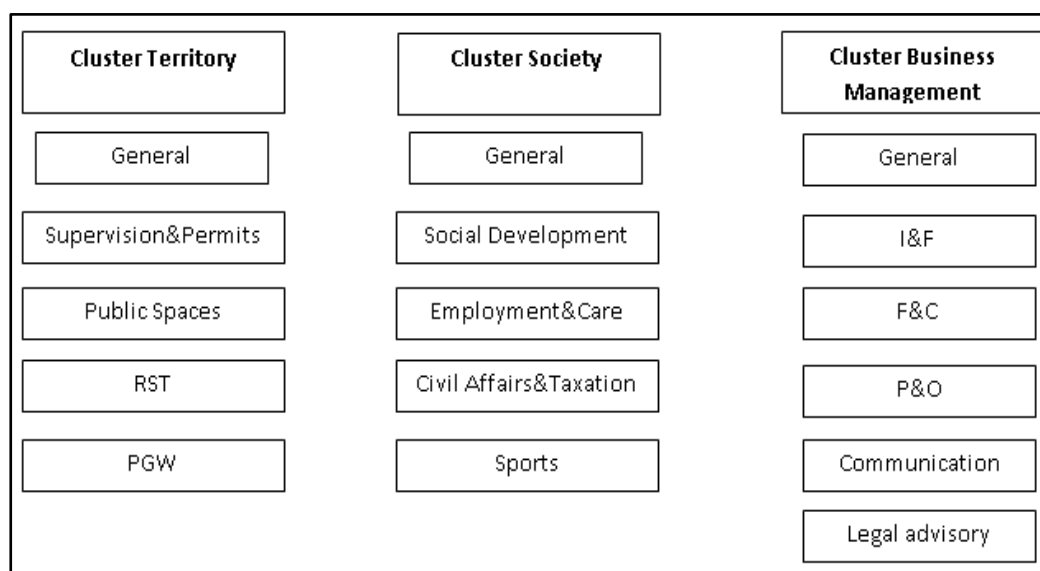 Cluster Territory
General
Supervision&Permits
Public Spaces
RST
PGW
Cluster Society
General
Social Development
Employment&Care
Civil Affairs&Taxation
Sports
Cluster Business
Management
General
I&F
F&C
P&O
Communication
Legal advisory